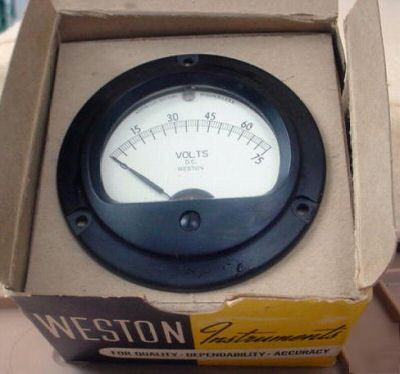 15 30 45 60 75
VOLTS
D.C.
WESTON
WESTON Instruments
FOR QUALITY - DEPENDABILITY - ACCURACY